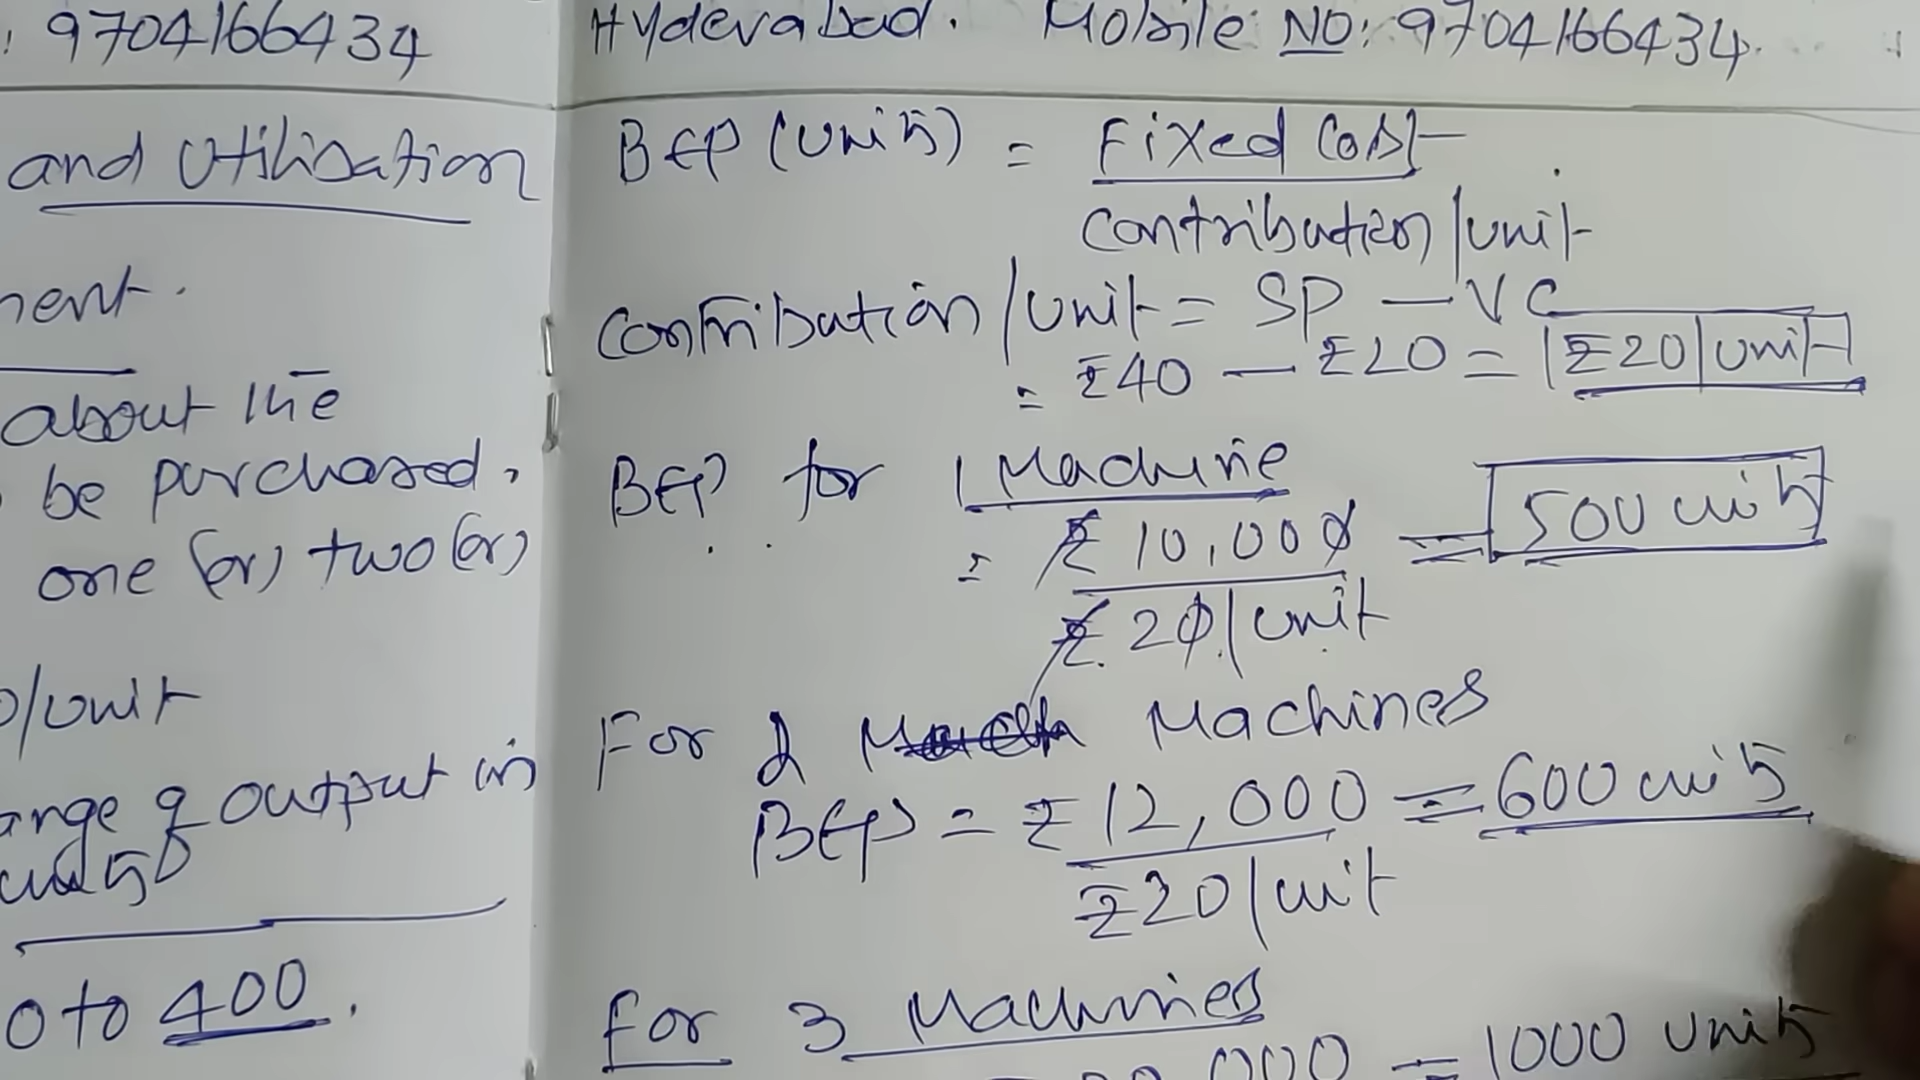 : 9704166434
and Utilisation
nent.
about the
be purchased.
one (or) two (or)
0/unit
ange of output in
units
0 to 400.
Hyderabad. Mobile NO: 9704166434.
BEP (units) = Fixed Cost
Contribution/unit
Contribution/unit = SP - VC
= ₹40 - ₹20 = ₹20/unit
BEP for 1 Machine
= ₹10,000 = 500 units
₹20/unit
For 2 Machines
BEP = ₹12,000 = 600 units
₹20/unit
For 3 Machines
000 = 1000 units